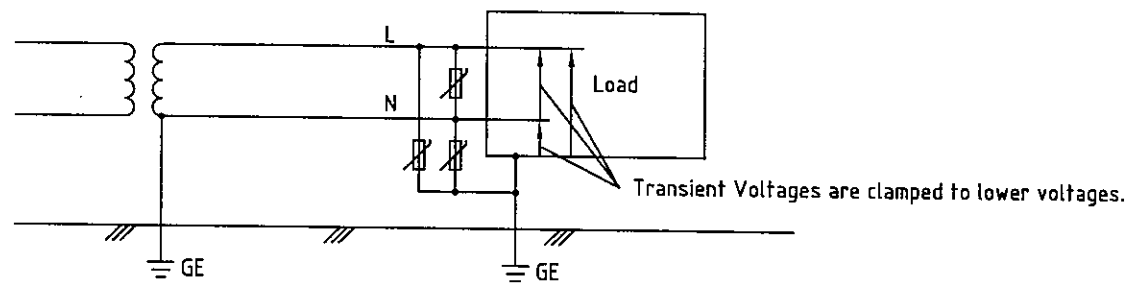 L
N
Load
Transient Voltages are clamped to lower voltages.
GE
GE